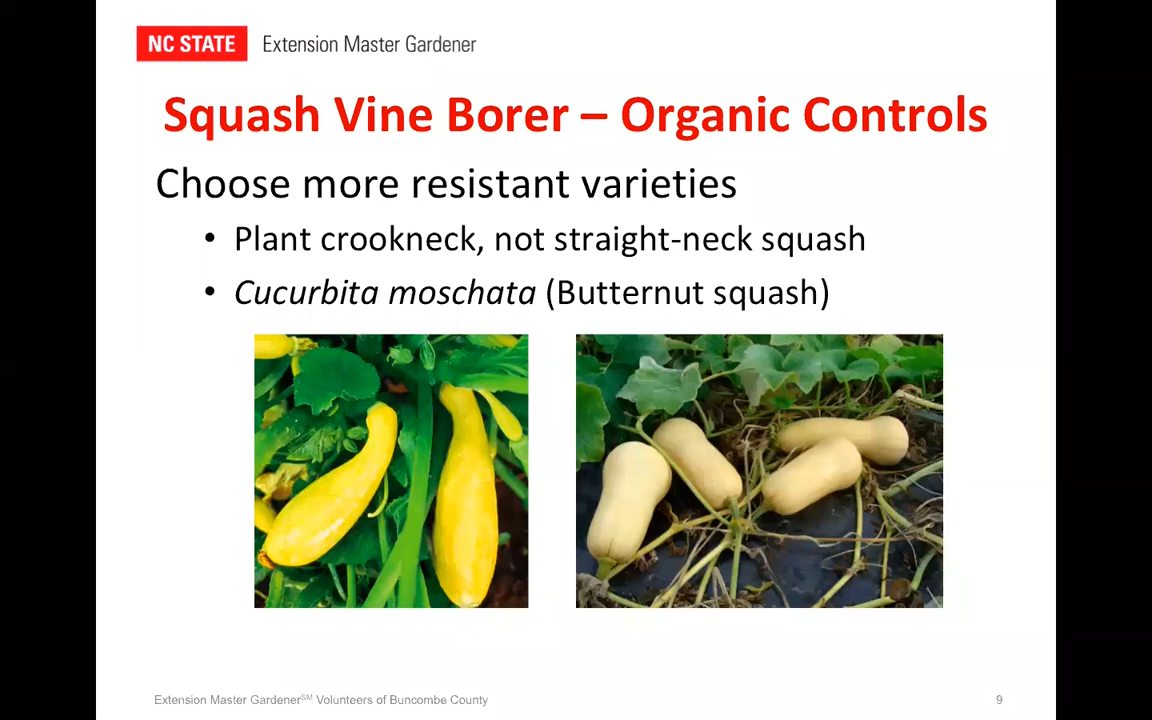 NC STATE Extension Master Gardener
Squash Vine Borer – Organic Controls
Choose more resistant varieties
• Plant crookneck, not straight-neck squash
• Cucurbita moschata (Butternut squash)
Extension Master Gardener℠ Volunteers of Buncombe County 9